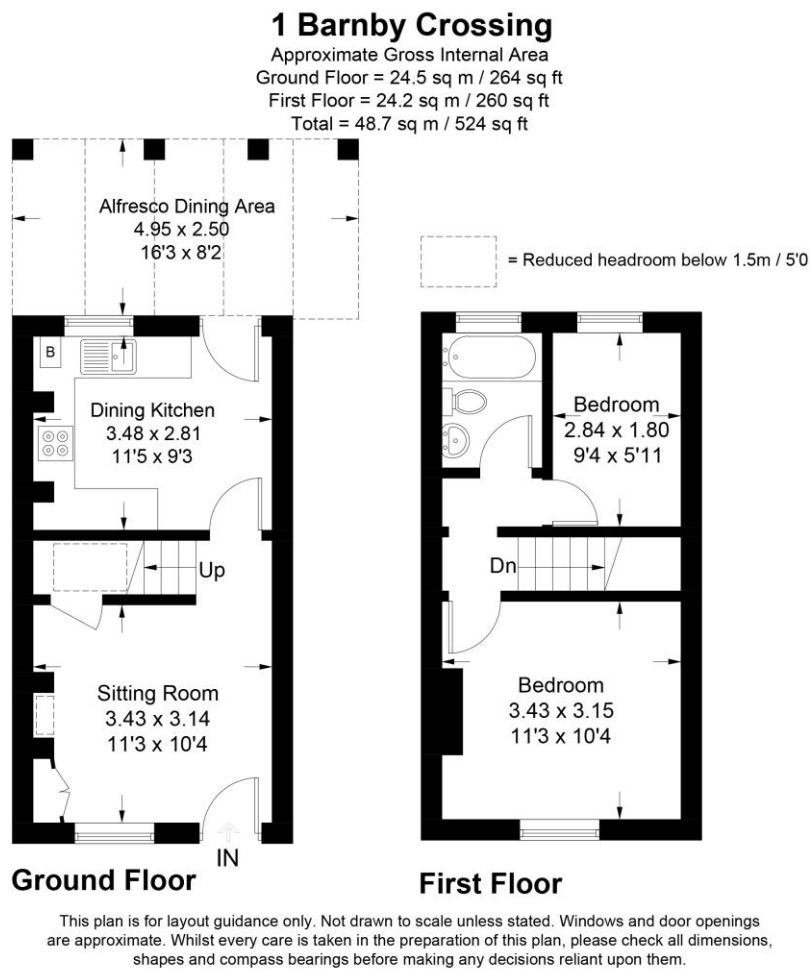 1 Barnby Crossing
Approximate Gross Internal Area
Ground Floor = 24.5 sq m / 264 sq ft
First Floor = 24.2 sq m / 260 sq ft
Total = 48.7 sq m / 524 sq ft
Alfresco Dining Area
4.95 x 2.50
16'3 x 8'2
= Reduced headroom below 1.5m / 5'0
B
Dining Kitchen
3.48 x 2.81
11'5 x 9'3
Up
Sitting Room
3.43 x 3.14
11'3 x 10'4
IN
Ground Floor
Bedroom
2.84 x 1.80
9'4 x 5'11
Dn
Bedroom
3.43 x 3.15
11'3 x 10'4
First Floor
This plan is for layout guidance only. Not drawn to scale unless stated. Windows and door openings
are approximate. Whilst every care is taken in the preparation of this plan, please check all dimensions,
shapes and compass bearings before making any decisions reliant upon them.